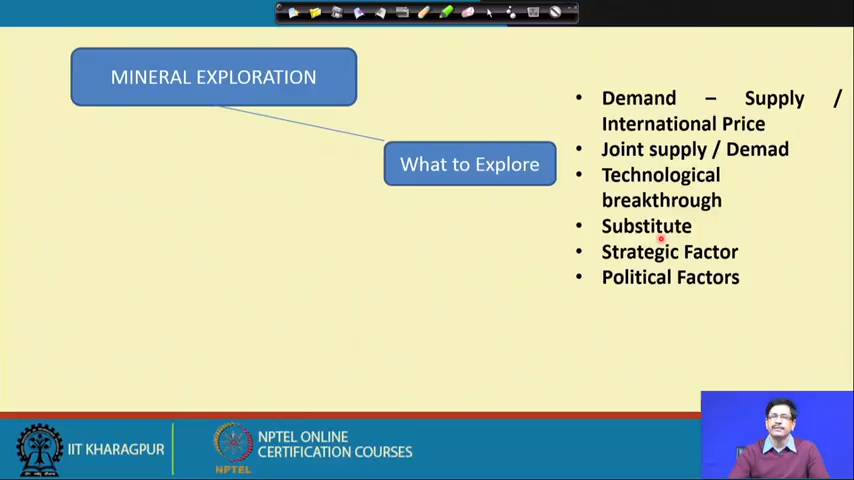 MINERAL EXPLORATION
What to Explore
• Demand – Supply /
International Price
• Joint supply / Demad
• Technological
breakthrough
• Substitute
• Strategic Factor
• Political Factors
IIT KHARAGPUR
NPTEL
NPTEL ONLINE
CERTIFICATION COURSES